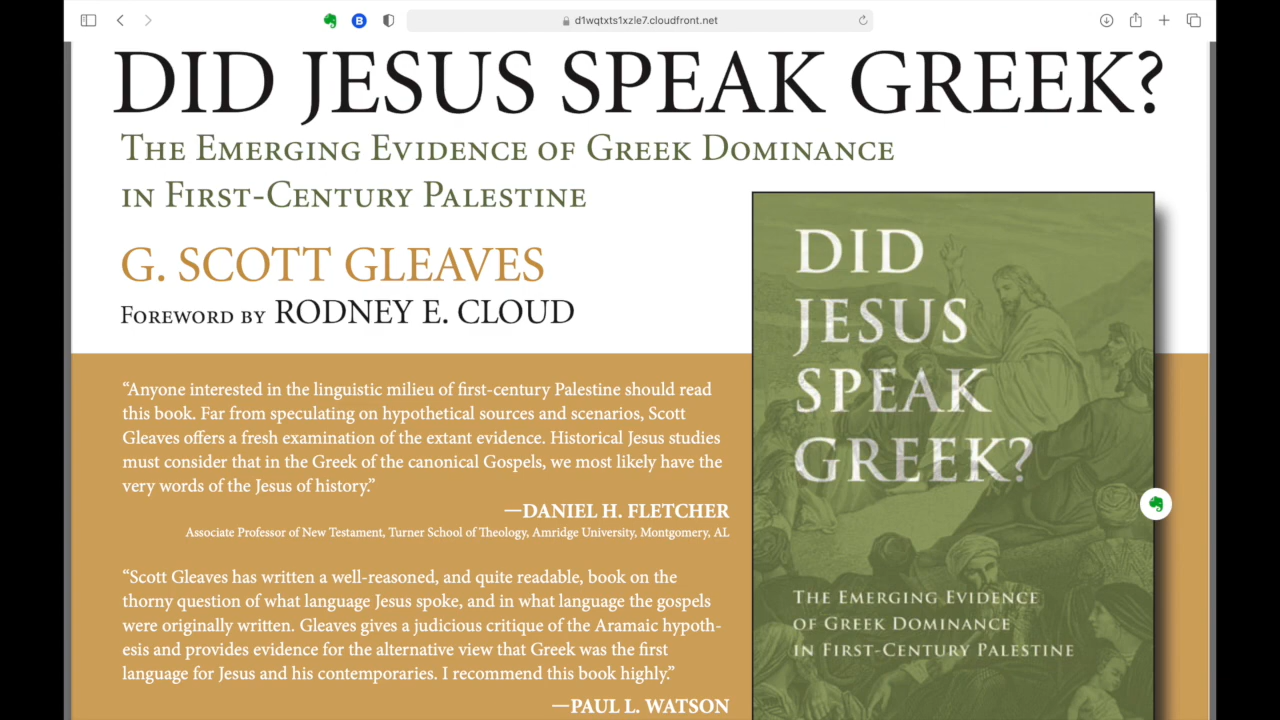 d1wqtxts1xzle7.cloudfront.net
DID JESUS SPEAK GREEK?
The Emerging Evidence of Greek Dominance
in First-Century Palestine
G. SCOTT GLEAVES
Foreword by RODNEY E. CLOUD
“Anyone interested in the linguistic milieu of first-century Palestine should read
this book. Far from speculating on hypothetical sources and scenarios, Scott
Gleaves offers a fresh examination of the extant evidence. Historical Jesus studies
must consider that in the Greek of the canonical Gospels, we most likely have the
very words of the Jesus of history.”
—DANIEL H. FLETCHER
Associate Professor of New Testament, Turner School of Theology, Amridge University, Montgomery, AL
“Scott Gleaves has written a well-reasoned, and quite readable, book on the
thorny question of what language Jesus spoke, and in what language the gospels
were originally written. Gleaves gives a judicious critique of the Aramaic hypoth-
esis and provides evidence for the alternative view that Greek was the first
language for Jesus and his contemporaries. I recommend this book highly.”
—PAUL L. WATSON
DID
JESUS
SPEAK
GREEK?
The Emerging Evidence
of Greek Dominance
in First-Century Palestine
B